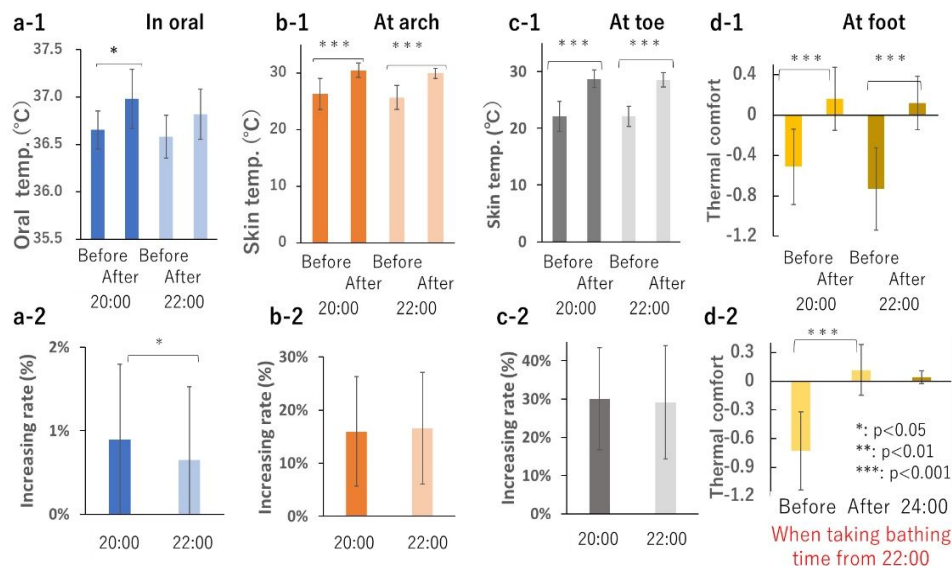 a-1 In oral
37.5
37.0
36.5
36.0
35.5
Oral temp. (℃)
*
Before After Before After
20:00 22:00
b-1 At arch
30
20
10
0
Skin temp. (℃)
*** ***
Before After Before After
20:00 22:00
c-1 At toe
30
20
10
0
Skin temp. (℃)
*** ***
Before After Before After
20:00 22:00
d-1 At foot
0.4
0
-0.4
-0.8
-1.2
Thermal comfort
*** ***
Before After Before After
20:00 22:00
a-2
2%
1%
0%
Increasing rate (%)
*
20:00 22:00
b-2
30%
20%
10%
0%
Increasing rate (%)
20:00 22:00
c-2
40%
30%
20%
10%
0%
Increasing rate (%)
20:00 22:00
d-2
0.3
0
-0.3
-0.6
-0.9
-1.2
Thermal comfort
***
*: p<0.05
**: p<0.01
***: p<0.001
Before After 24:00
When taking bathing
time from 22:00